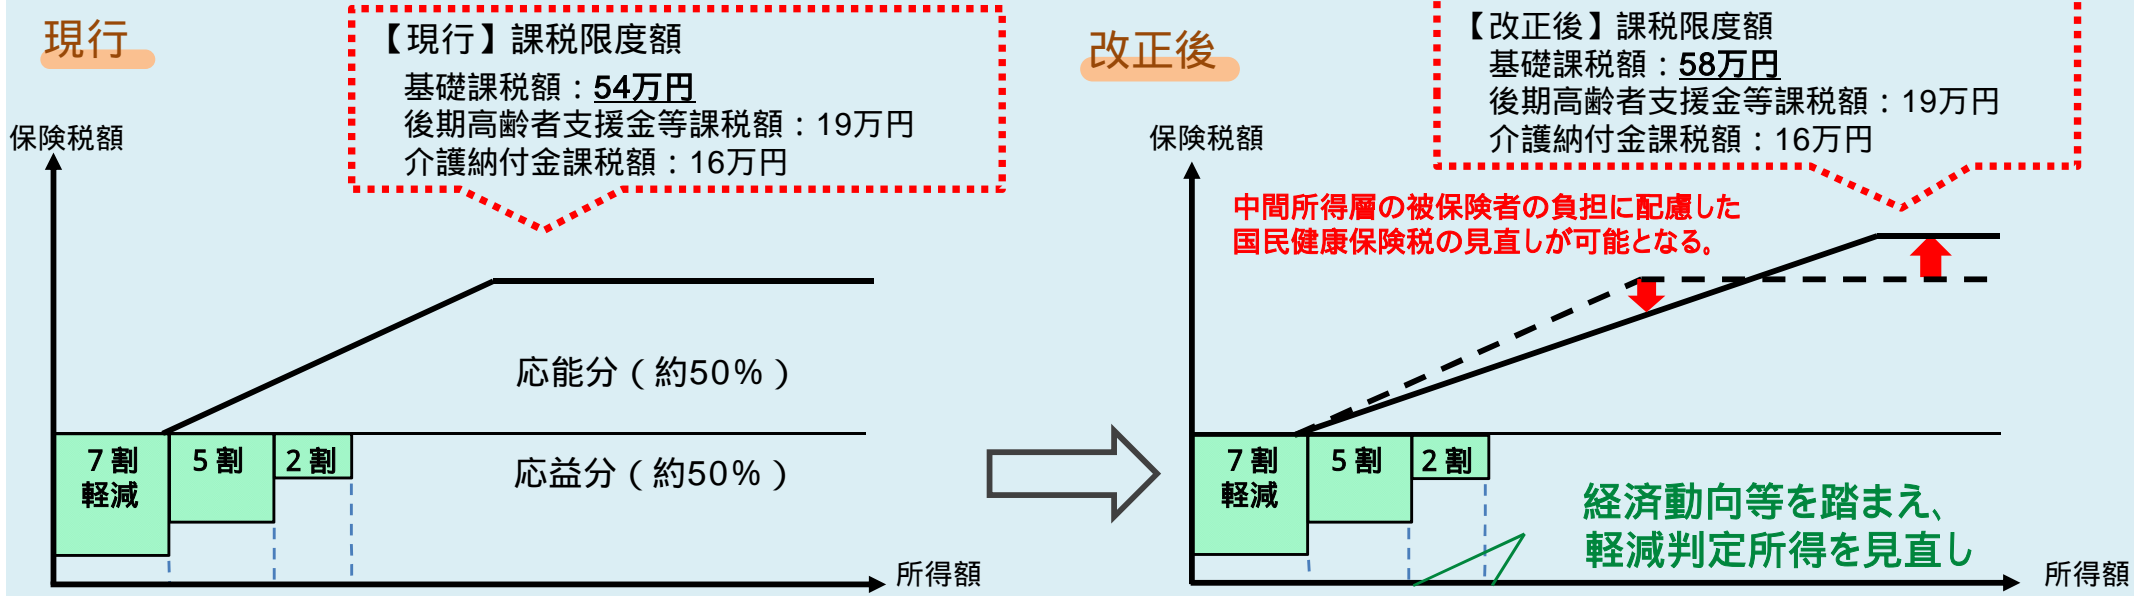 現行
【現行】課税限度額
基礎課税額：54万円
後期高齢者支援金等課税額：19万円
介護納付金課税額：16万円
保険税額
応能分（約50％）
7割
軽減
5割
2割
応益分（約50％）
所得額
改正後
【改正後】課税限度額
基礎課税額：58万円
後期高齢者支援金等課税額：19万円
介護納付金課税額：16万円
保険税額
中間所得層の被保険者の負担に配慮した
国民健康保険税の見直しが可能となる。
7割
軽減
5割
2割
経済動向等を踏まえ、
軽減判定所得を見直し
所得額